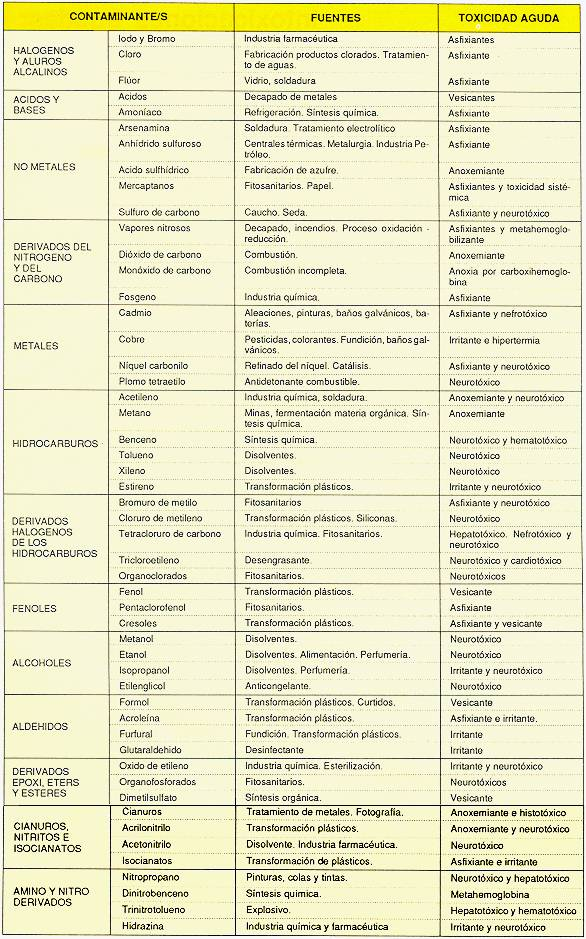 CONTAMINANTE/S FUENTES TOXICIDAD AGUDA
HALOGENOS
Y ALUROS
ALCALINOS
Iodo y Bromo Industria farmacéutica Asfixiantes
Cloro Fabricación productos clorados. Tratamien-
to de aguas. Asfixiante
Flúor Vidrio, soldadura Asfixiante
ACIDOS Y
BASES
Acidos Decapado de metales Vesicantes
Amoníaco Refrigeración. Síntesis química. Asfixiante
NO METALES
Arsenamina Soldadura. Tratamiento electrolítico Asfixiante
Anhídrido sulfuroso Centrales térmicas. Metalurgia. Industria Pe-
tróleo. Asfixiante
Acido sulfhídrico Fabricación de azufre. Anoxemiante
Mercaptanos Fitosanitarios. Papel. Asfixiantes y toxicidad sisté-
mica
Sulfuro de carbono Caucho. Seda. Asfixiante y neurotóxico
DERIVADOS DEL
NITROGENO
Y DEL
CARBONO
Vapores nitrosos Decapado, incendios. Proceso oxidación -
reducción. Asfixiantes y metahemoglo-
bilizante
Dióxido de carbono Combustión. Anoxemiante
Monóxido de carbono Combustión incompleta. Anoxia por carboxihemoglo-
bina
Fosgeno Industria química. Asfixiante
METALES
Cadmio Aleaciones, pinturas, baños galvánicos, ba-
terías. Asfixiante y nefrotóxico
Cobre Pesticidas, colorantes. Fundición, baños gal-
vánicos. Irritante e hipertermia
Níquel carbonilo Refinado del níquel. Catálisis. Asfixiante y neurotóxico
Plomo tetraetilo Antidetonante combustible. Neurotóxico
HIDROCARBUROS
Acetileno Industria química, soldadura. Anoxemiante y neurotóxico
Metano Minas, fermentación materia orgánica. Sín-
tesis química. Anoxemiante
Benceno Síntesis química. Neurotóxico y hematotóxico
Tolueno Disolventes. Neurotóxico
Xileno Disolventes. Neurotóxico
Estireno Transformación plásticos. Irritante y neurotóxico
DERIVADOS
HALOGENOS
DE LOS
HIDROCARBUROS
Bromuro de metilo Fitosanitarios Asfixiante y neurotóxico
Cloruro de metileno Transformación plásticos. Siliconas. Neurotóxico
Tetracloruro de carbono Industria química. Fitosanitarios. Hepatotóxico. Nefrotóxico y
neurotóxico
Tricloroetileno Desengrasante. Neurotóxico y cardiotóxico
Organoclorados Fitosanitarios. Neurotóxicos
FENOLES
Fenol Transformación plásticos. Vesicante
Pentaclorofenol Fitosanitarios. Asfixiante
Cresoles Transformación plásticos. Asfixiante y vesicante
ALCOHOLES
Metanol Disolventes. Neurotóxico
Etanol Disolventes. Alimentación. Perfumería. Neurotóxico
Isopropanol Disolventes. Perfumería. Irritante y neurotóxico
Etilenglicol Anticongelante. Neurotóxico
ALDEHIDOS
Formol Transformación plásticos. Curtidos. Vesicante
Acroleína Transformación plásticos. Asfixiante e irritante.
Furfural Fundición. Transformación plásticos. Irritante
Glutaraldehido Desinfectante Irritante
DERIVADOS
EPOXI, ETERS
Y ESTERES
Oxido de etileno Industria química. Esterilización. Irritante y neurotóxico
Organofosforados Fitosanitarios. Neurotóxicos
Dimetilsulfato Síntesis orgánica. Vesicante
CIANUROS,
NITRITOS E
ISOCIANATOS
Cianuros Tratamiento de metales. Fotografía. Anoxemiante e histotóxico
Acrilonitrilo Transformación plásticos. Anoxemiante y neurotóxico
Acetonitrilo Disolvente. Industria farmacéutica. Neurotóxico
Isocianatos Transformación de plásticos. Asfixiante e irritante
AMINO Y NITRO
DERIVADOS
Nitropropano Pinturas, colas y tintas. Neurotóxico y hepatotóxico
Dinitrobenceno Síntesis quimica. Metahemoglobina
Trinitrotolueno Explosivo. Hepatotóxico y hematotóxico
Hidrazina Industria química y farmacéutica Irritante y neurotóxico